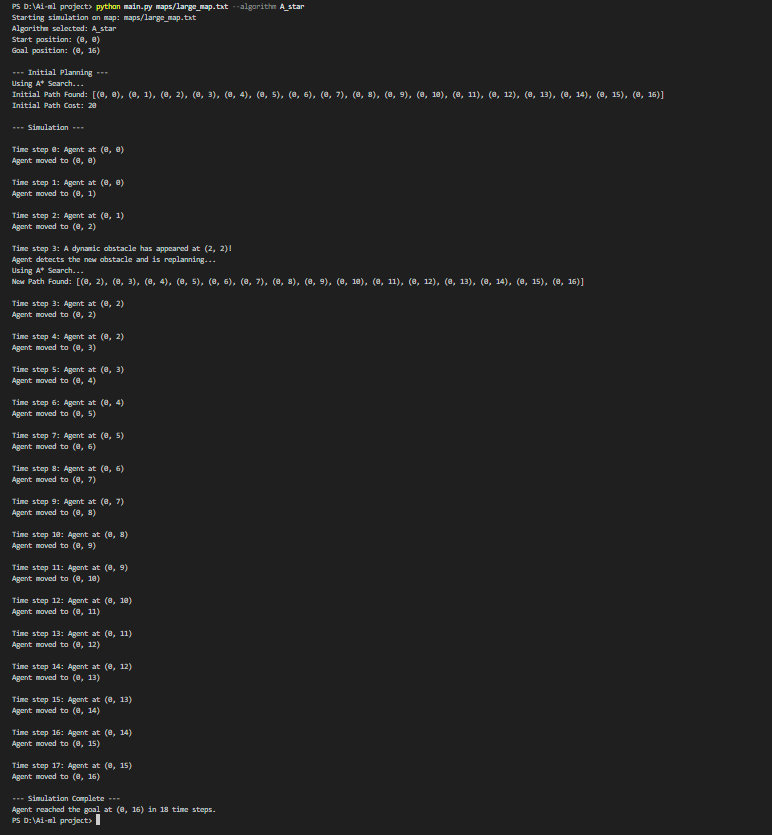 PS D:\Ai-ml project> python main.py maps/large_map.txt --algorithm A_star
Starting simulation on map: maps/large_map.txt
Algorithm selected: A_star
Start position: (0, 0)
Goal position: (0, 16)
--- Initial Planning ---
Using A* Search...
Initial Path Found: [(0, 0), (0, 1), (0, 2), (0, 3), (0, 4), (0, 5), (0, 6), (0, 7), (0, 8), (0, 9), (0, 10), (0, 11), (0, 12), (0, 13), (0, 14), (0, 15), (0, 16)]
Initial Path Cost: 20
--- Simulation ---
Time step 0: Agent at (0, 0)
Agent moved to (0, 0)
Time step 1: Agent at (0, 0)
Agent moved to (0, 1)
Time step 2: Agent at (0, 1)
Agent moved to (0, 2)
Time step 3: A dynamic obstacle has appeared at (2, 2)!
Agent detects the new obstacle and is replanning...
Using A* Search...
New Path Found: [(0, 2), (0, 3), (0, 4), (0, 5), (0, 6), (0, 7), (0, 8), (0, 9), (0, 10), (0, 11), (0, 12), (0, 13), (0, 14), (0, 15), (0, 16)]
Time step 3: Agent at (0, 2)
Agent moved to (0, 2)
Time step 4: Agent at (0, 2)
Agent moved to (0, 3)
Time step 5: Agent at (0, 3)
Agent moved to (0, 4)
Time step 6: Agent at (0, 4)
Agent moved to (0, 5)
Time step 7: Agent at (0, 5)
Agent moved to (0, 6)
Time step 8: Agent at (0, 6)
Agent moved to (0, 7)
Time step 9: Agent at (0, 7)
Agent moved to (0, 8)
Time step 10: Agent at (0, 8)
Agent moved to (0, 9)
Time step 11: Agent at (0, 9)
Agent moved to (0, 10)
Time step 12: Agent at (0, 10)
Agent moved to (0, 11)
Time step 13: Agent at (0, 11)
Agent moved to (0, 12)
Time step 14: Agent at (0, 12)
Agent moved to (0, 13)
Time step 15: Agent at (0, 13)
Agent moved to (0, 14)
Time step 16: Agent at (0, 14)
Agent moved to (0, 15)
Time step 17: Agent at (0, 15)
Agent moved to (0, 16)
--- Simulation Complete ---
Agent reached the goal at (0, 16) in 18 time steps.
PS D:\Ai-ml project>